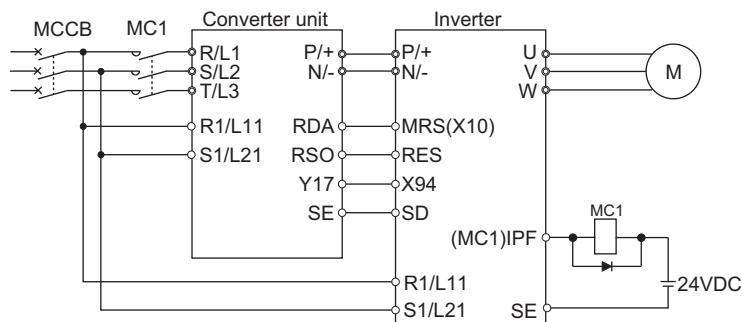 Converter unit Inverter
MCCB MC1
R/L1 P/+ P/+ U
S/L2 N/- N/- V M
T/L3 W
R1/L11 RDA MRS(X10)
S1/L21 RSO RES
Y17 X94
SE SD
MC1
(MC1)IPF
R1/L11 24VDC
S1/L21 SE